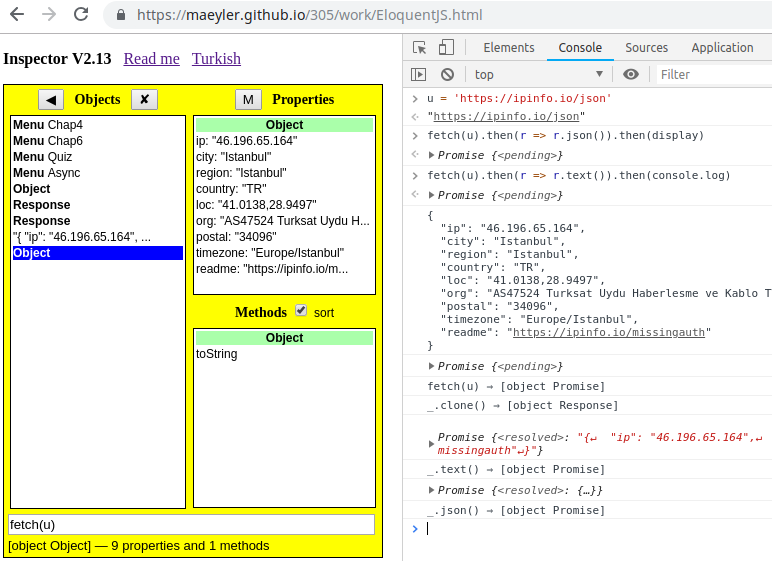 https://maeyler.github.io/305/work/EloquentJS.html
Inspector V2.13 Read me Turkish
◀ Objects ✘
Menu Chap4
Menu Chap6
Menu Quiz
Menu Async
Object
Response
Response
"{ "ip": "46.196.65.164", ...
Object
M Properties
Object
ip: "46.196.65.164"
city: "Istanbul"
region: "Istanbul"
country: "TR"
loc: "41.0138,28.9497"
org: "AS47524 Turksat Uydu H...
postal: "34096"
timezone: "Europe/Istanbul"
readme: "https://ipinfo.io/m...
Methods sort
Object
toString
fetch(u)
[object Object] — 9 properties and 1 methods
Elements Console Sources Application
top Filter
u = 'https://ipinfo.io/json'
"https://ipinfo.io/json"
fetch(u).then(r => r.json()).then(display)
Promise {<pending>}
fetch(u).then(r => r.text()).then(console.log)
Promise {<pending>}
{
"ip": "46.196.65.164",
"city": "Istanbul",
"region": "Istanbul",
"country": "TR",
"loc": "41.0138,28.9497",
"org": "AS47524 Turksat Uydu Haberlesme ve Kablo T
"postal": "34096",
"timezone": "Europe/Istanbul",
"readme": "https://ipinfo.io/missingauth"
}
Promise {<pending>}
fetch(u) → [object Promise]
_.clone() → [object Response]
Promise {<resolved>: "{↵  "ip": "46.196.65.164",↵
missingauth"↵}"}
_.text() → [object Promise]
Promise {<resolved>: {…}}
_.json() → [object Promise]